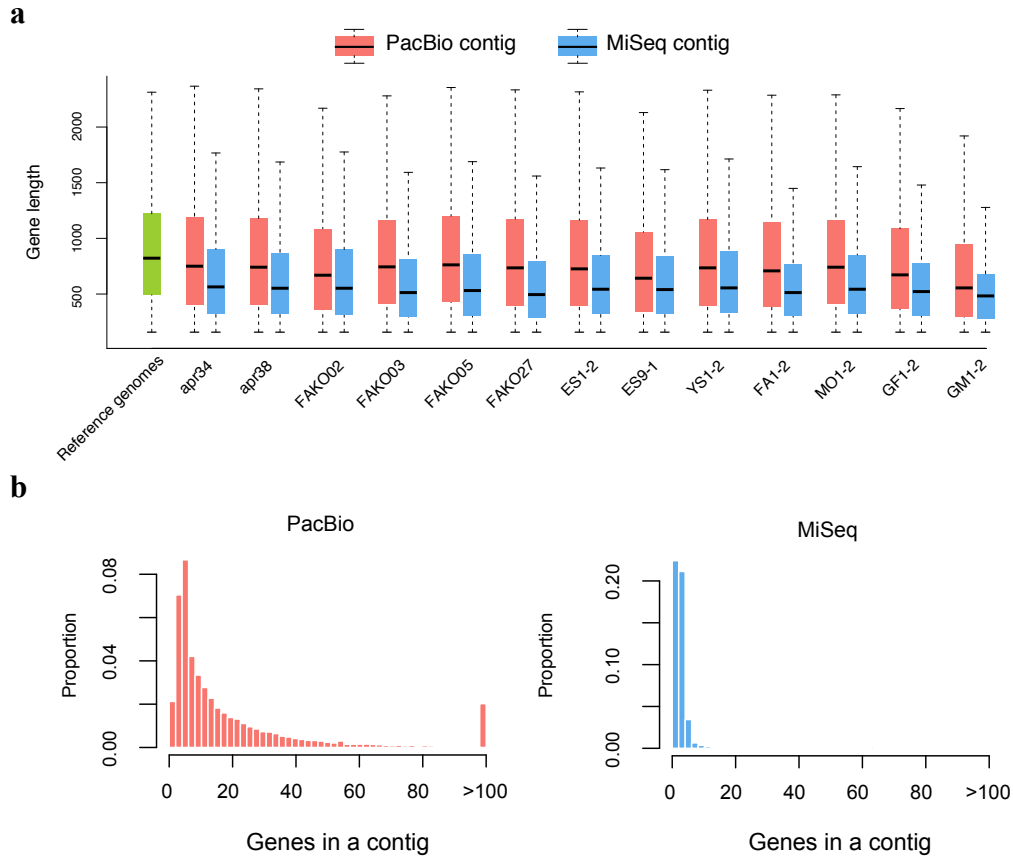 a
PacBio contig
MiSeq contig
Gene length
2000
1500
1000
500
Reference genomes
apr34
apr38
FAKO02
FAKO03
FAKO05
FAKO27
ES1-2
ES9-1
YS1-2
FA1-2
MO1-2
GF1-2
GM1-2
b
PacBio
Proportion
0.08
0.04
0.00
0 20 40 60 80 >100
Genes in a contig
MiSeq
Proportion
0.20
0.10
0.00
0 20 40 60 80 >100
Genes in a contig